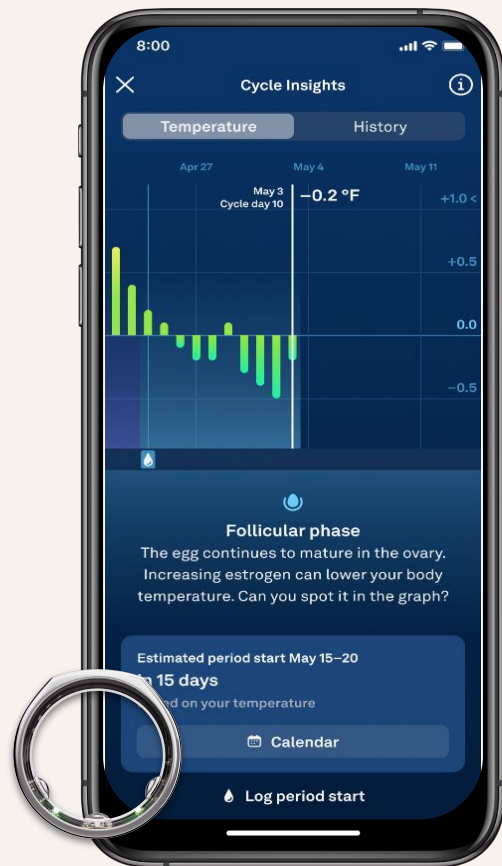 8:00
Cycle Insights
Temperature
History
Apr 27
May 4
May 11
May 3
Cycle day 10
−0.2 °F
+1.0 <
+0.5
0.0
−0.5
Follicular phase
The egg continues to mature in the ovary.
Increasing estrogen can lower your body
temperature. Can you spot it in the graph?
Estimated period start May 15–20
15 days
on your temperature
Calendar
Log period start